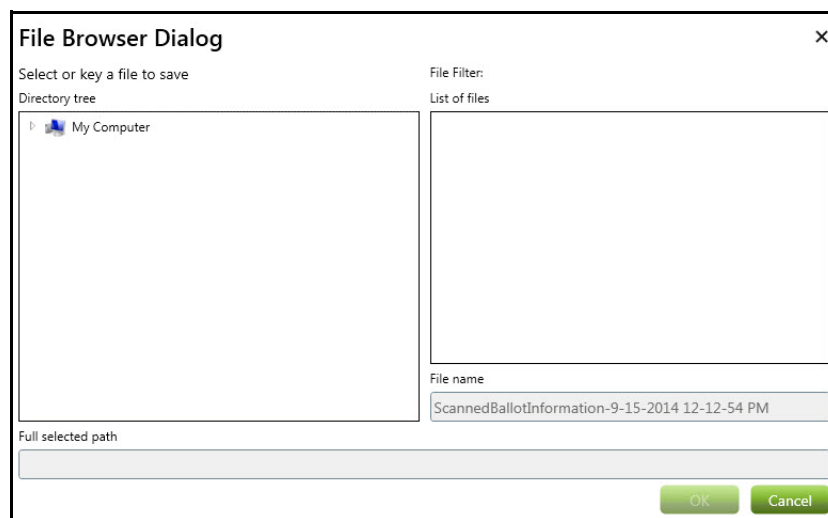 File Browser Dialog
Select or key a file to save
File Filter:
Directory tree
List of files
My Computer
File name
ScannedBallotInformation-9-15-2014 12-12-54 PM
Full selected path
OK
Cancel